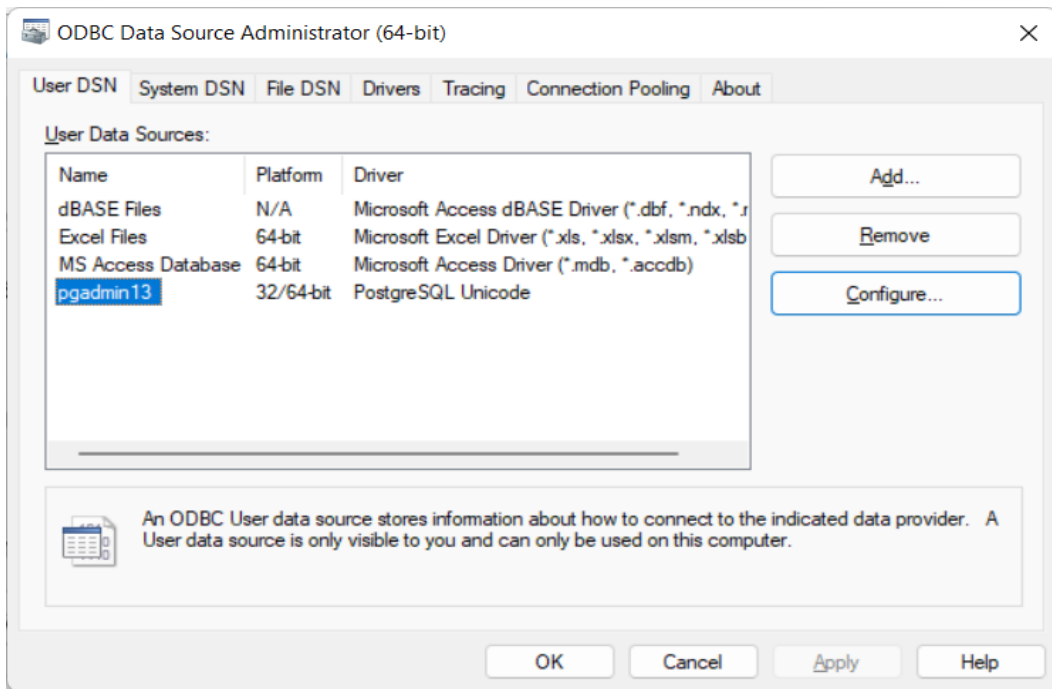 ODBC Data Source Administrator (64-bit)
User DSN System DSN File DSN Drivers Tracing Connection Pooling About
User Data Sources:
Name Platform Driver
dBASE Files N/A Microsoft Access dBASE Driver (*.dbf, *.ndx, *.r
Excel Files 64-bit Microsoft Excel Driver (*.xls, *.xlsx, *.xlsm, *.xlsb
MS Access Database 64-bit Microsoft Access Driver (*.mdb, *.accdb)
pgadmin13 32/64-bit PostgreSQL Unicode
Add...
Remove
Configure...
An ODBC User data source stores information about how to connect to the indicated data provider. A
User data source is only visible to you and can only be used on this computer.
OK Cancel Apply Help